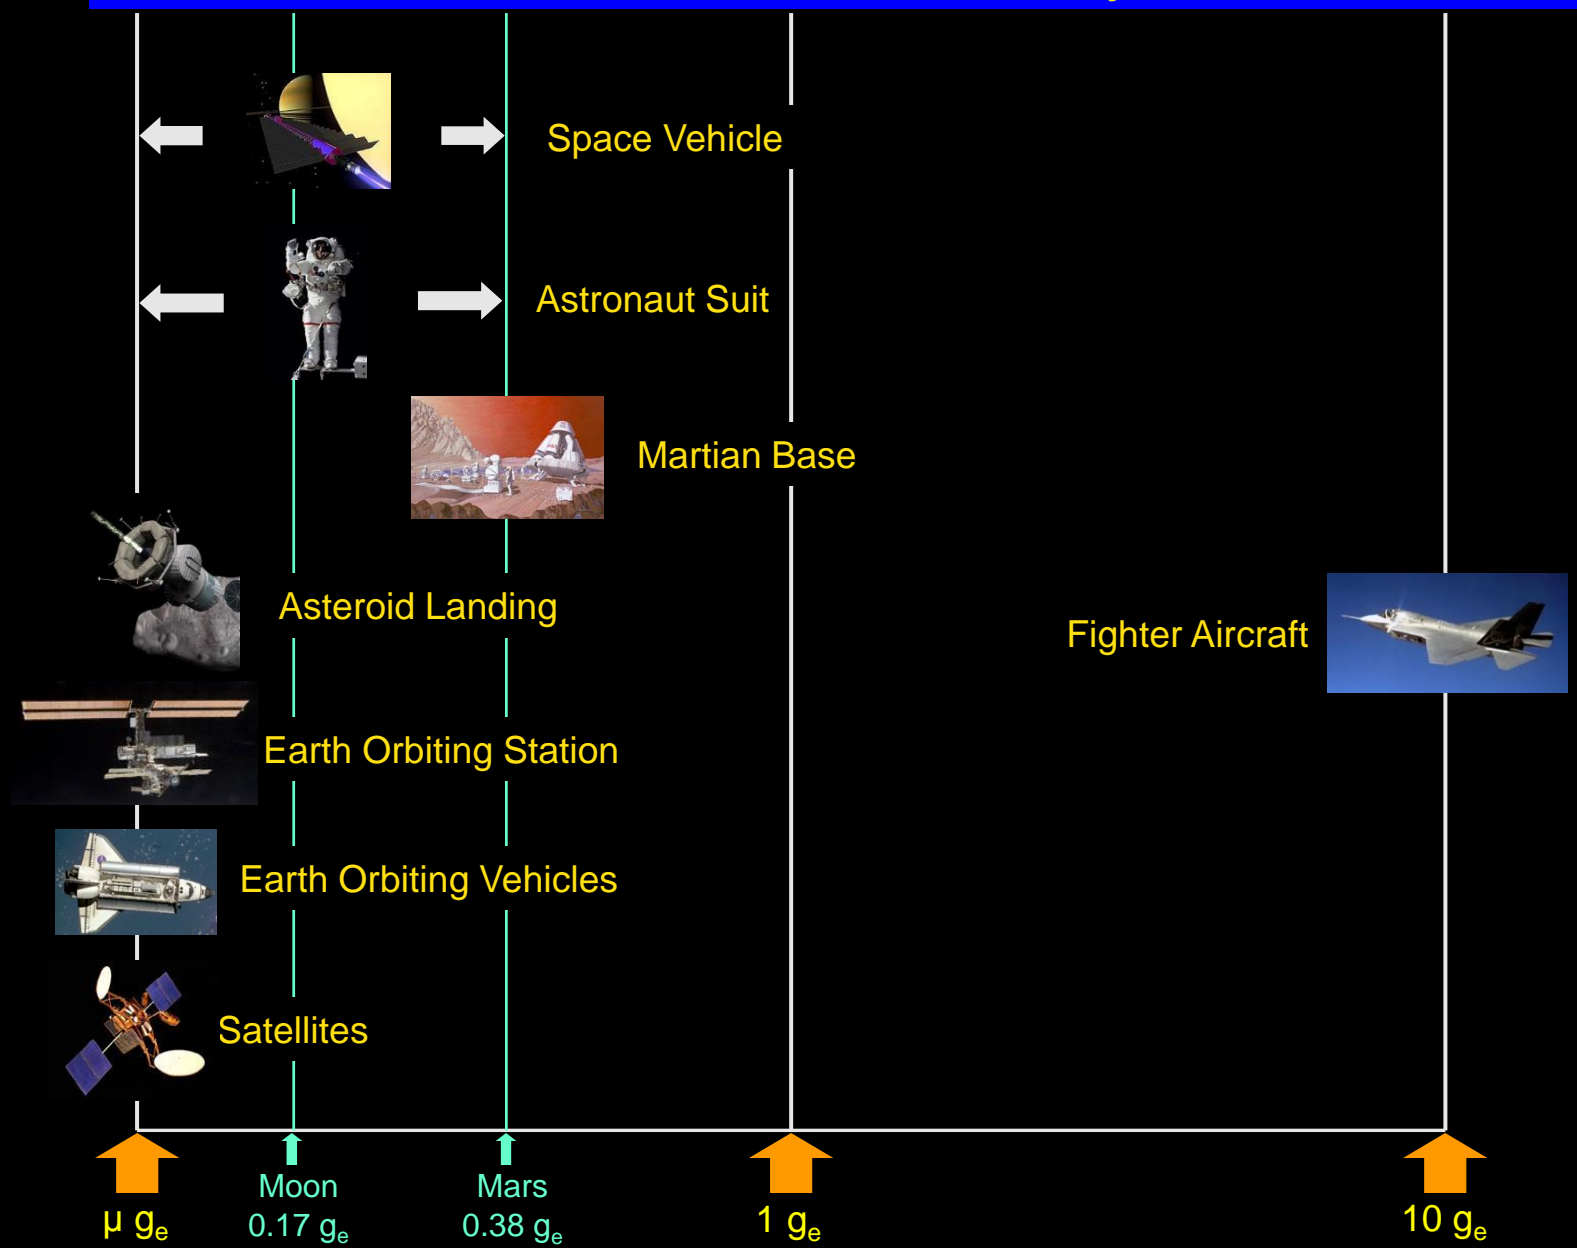 Space Vehicle
Astronaut Suit
Martian Base
Asteroid Landing
Fighter Aircraft
Earth Orbiting Station
Earth Orbiting Vehicles
Satellites
Moon
Mars
μ gₑ
0.17 gₑ
0.38 gₑ
1 gₑ
10 gₑ